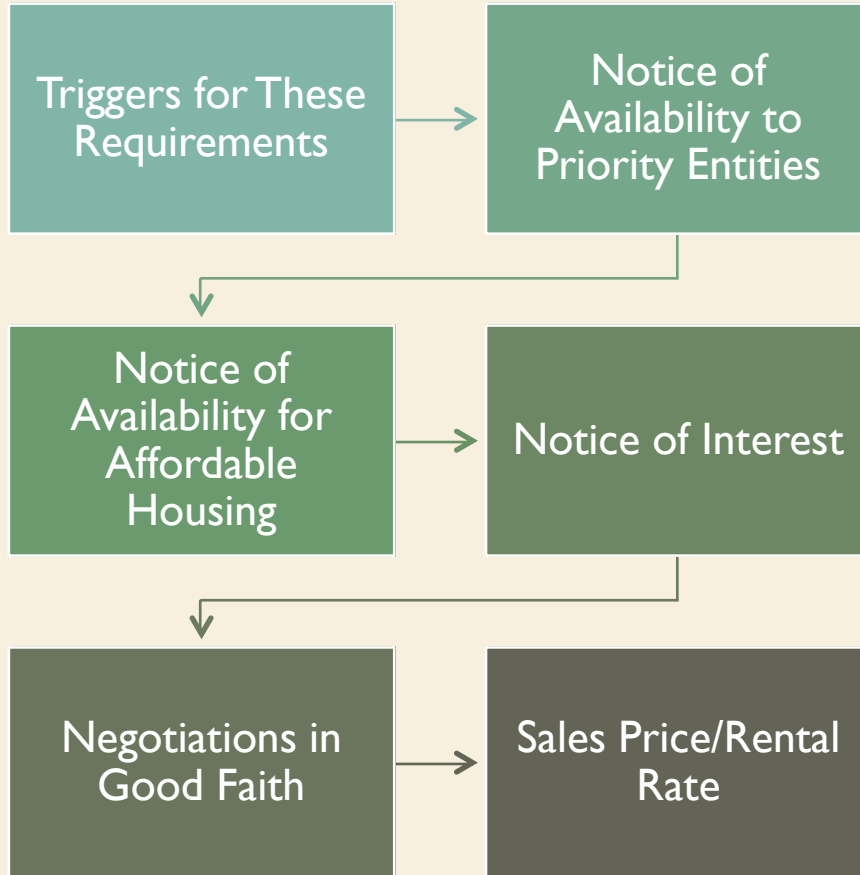 Triggers for These
Requirements
Notice of
Availability to
Priority Entities
Notice of
Availability for
Affordable
Housing
Notice of Interest
Negotiations in
Good Faith
Sales Price/Rental
Rate